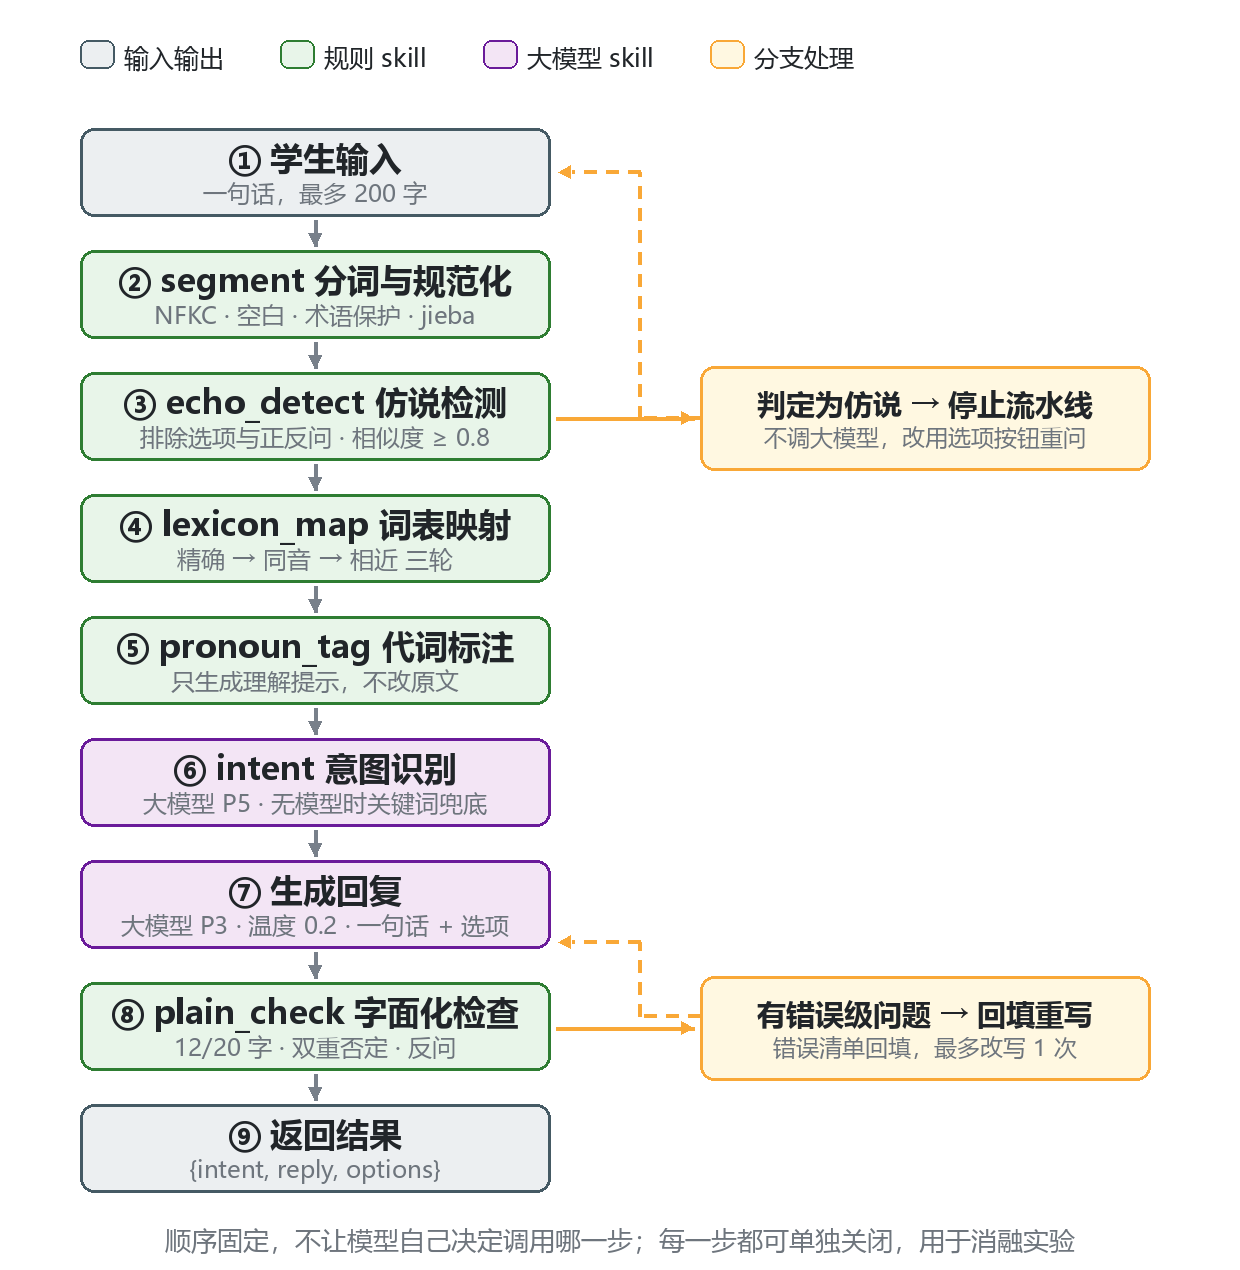 输入输出
规则 skill
大模型 skill
分支处理
① 学生输入
一句话，最多 200 字
② segment 分词与规范化
NFKC · 空白 · 术语保护 · jieba
③ echo_detect 仿说检测
排除选项与正反问 · 相似度 ≥ 0.8
判定为仿说 → 停止流水线
不调大模型，改用选项按钮重问
④ lexicon_map 词表映射
精确 → 同音 → 相近 三轮
⑤ pronoun_tag 代词标注
只生成理解提示，不改原文
⑥ intent 意图识别
大模型 P5 · 无模型时关键词兜底
⑦ 生成回复
大模型 P3 · 温度 0.2 · 一句话 + 选项
⑧ plain_check 字面化检查
12/20 字 · 双重否定 · 反问
有错误级问题 → 回填重写
错误清单回填，最多改写 1 次
⑨ 返回结果
{intent, reply, options}
顺序固定，不让模型自己决定调用哪一步；每一步都可单独关闭，用于消融实验